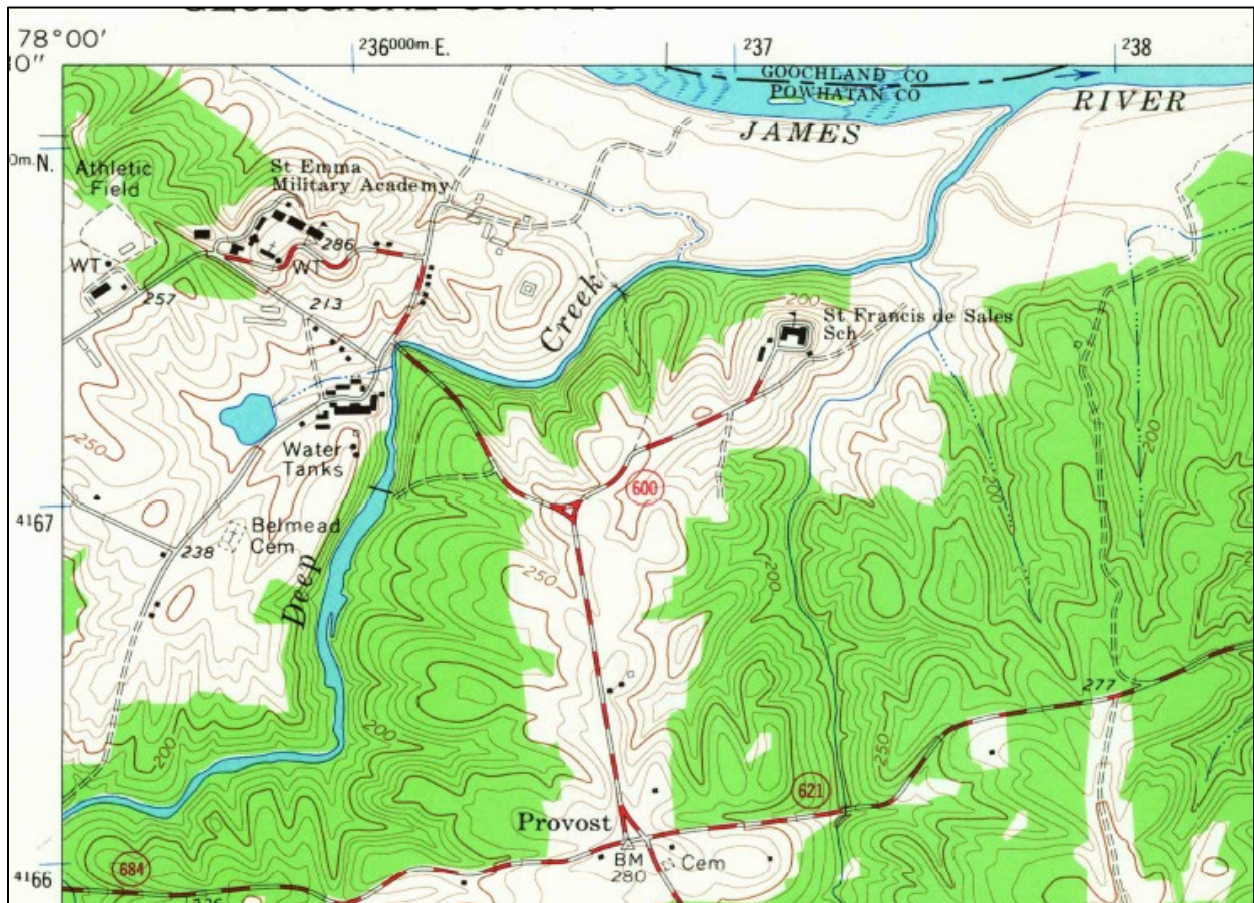 78°00'
236000m. E.
237
238
GOOCHLAND CO
POWHATAN CO
JAMES
RIVER
0m. N.
Athletic
Field
St Emma
Military Academy
286
WT
WT
257
213
Creek
200
St Francis de Sales
Sch
250
Water
Tanks
200
200
600
4167
Belmead
Cem
238
Deep
250
200
277
200
200
250
621
Provost
BM
280
Cem
684
4166